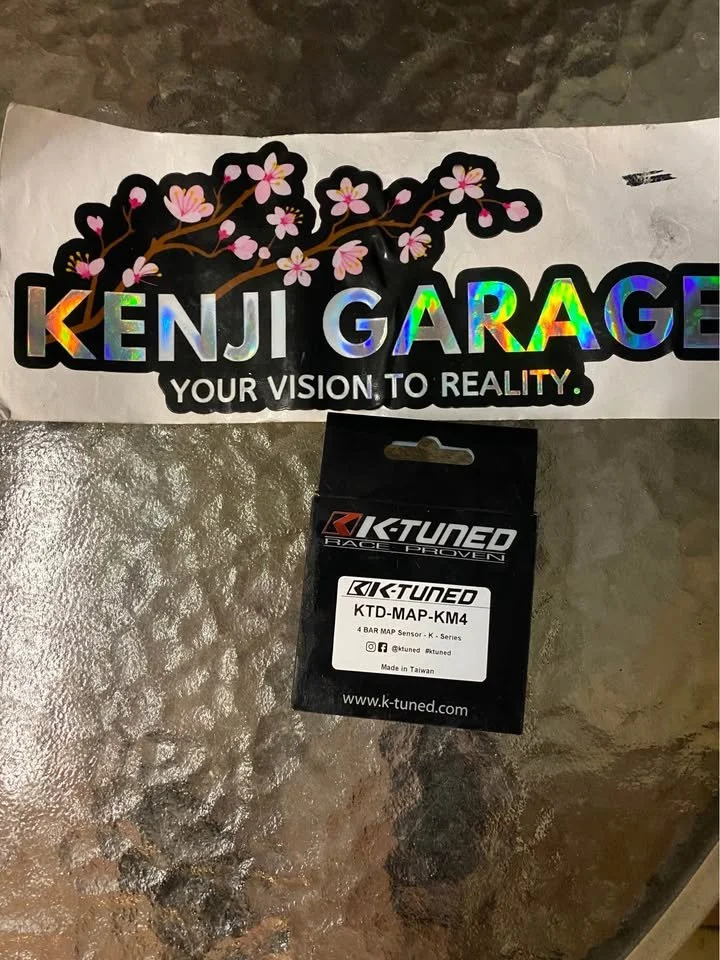 KENJI GARAGE
YOUR VISION TO REALITY.
K-TUNED
RACE PROVEN
K-TUNED
KTD-MAP-KM4
4 BAR MAP Sensor - K - Series
@ktuned #ktuned
Made in Taiwan
www.k-tuned.com